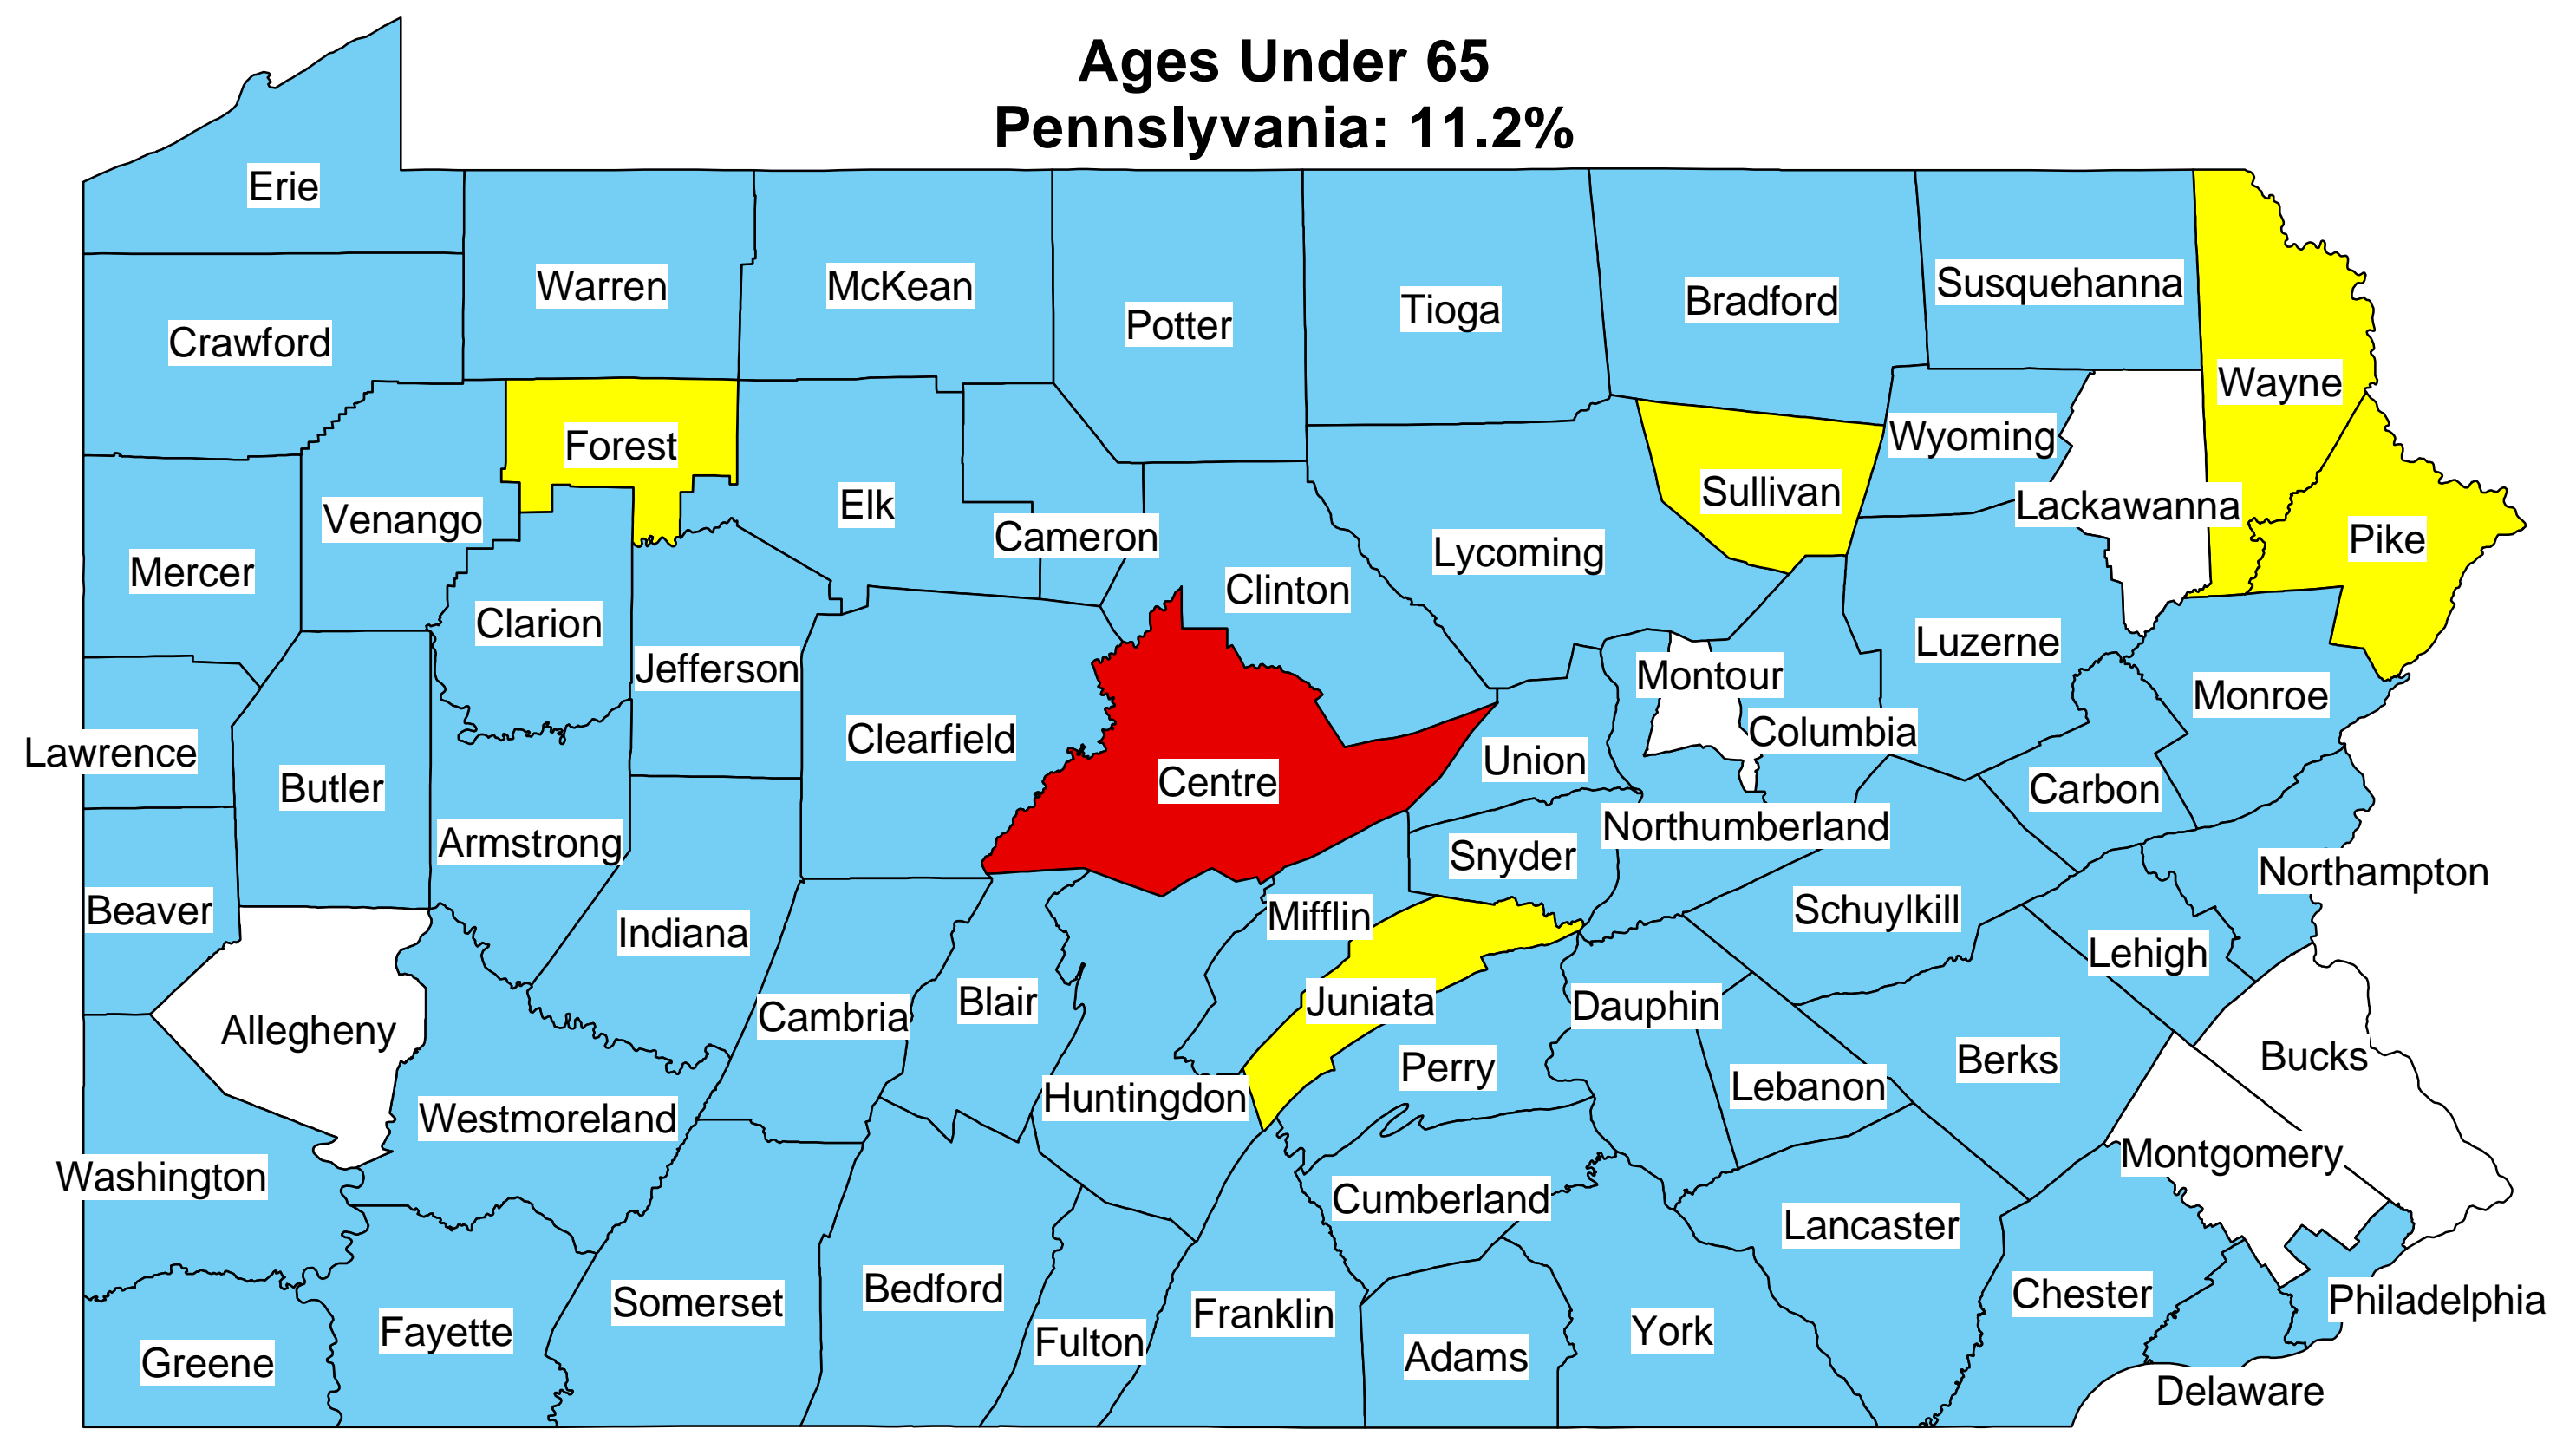 Ages Under 65
Pennslyvania: 11.2%
Erie
Warren
McKean
Potter
Tioga
Bradford
Susquehanna
Crawford
Wayne
Forest
Wyoming
Venango
Elk
Sullivan
Lackawanna
Cameron
Pike
Mercer
Lycoming
Clarion
Clinton
Jefferson
Luzerne
Montour
Monroe
Lawrence
Clearfield
Columbia
Butler
Centre
Union
Carbon
Armstrong
Northumberland
Snyder
Northampton
Beaver
Indiana
Mifflin
Schuylkill
Lehigh
Allegheny
Cambria
Blair
Juniata
Dauphin
Berks
Bucks
Westmoreland
Huntingdon
Perry
Lebanon
Montgomery
Washington
Cumberland
Lancaster
Somerset
Bedford
Franklin
Chester
Philadelphia
Greene
Fayette
Fulton
Adams
York
Delaware